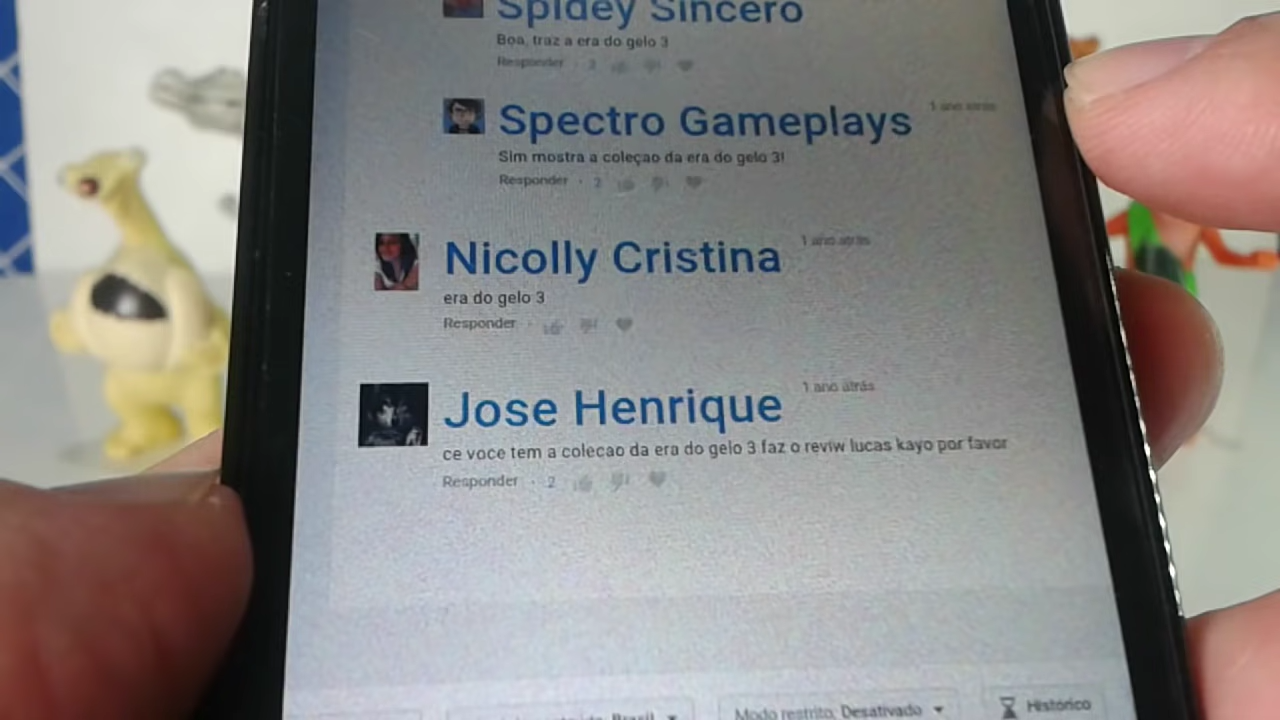 Spidey Sincero
Boa, traz a era do gelo 3
Responder · 3
Spectro Gameplays 1 ano atrás
Sim mostra a coleçao da era do gelo 3!
Responder · 2
Nicolly Cristina 1 ano atrás
era do gelo 3
Responder ·
Jose Henrique 1 ano atrás
ce voce tem a colecao da era do gelo 3 faz o reviw lucas kayo por favor
Responder · 2
Brasil Modo restrito: Desativado Histórico